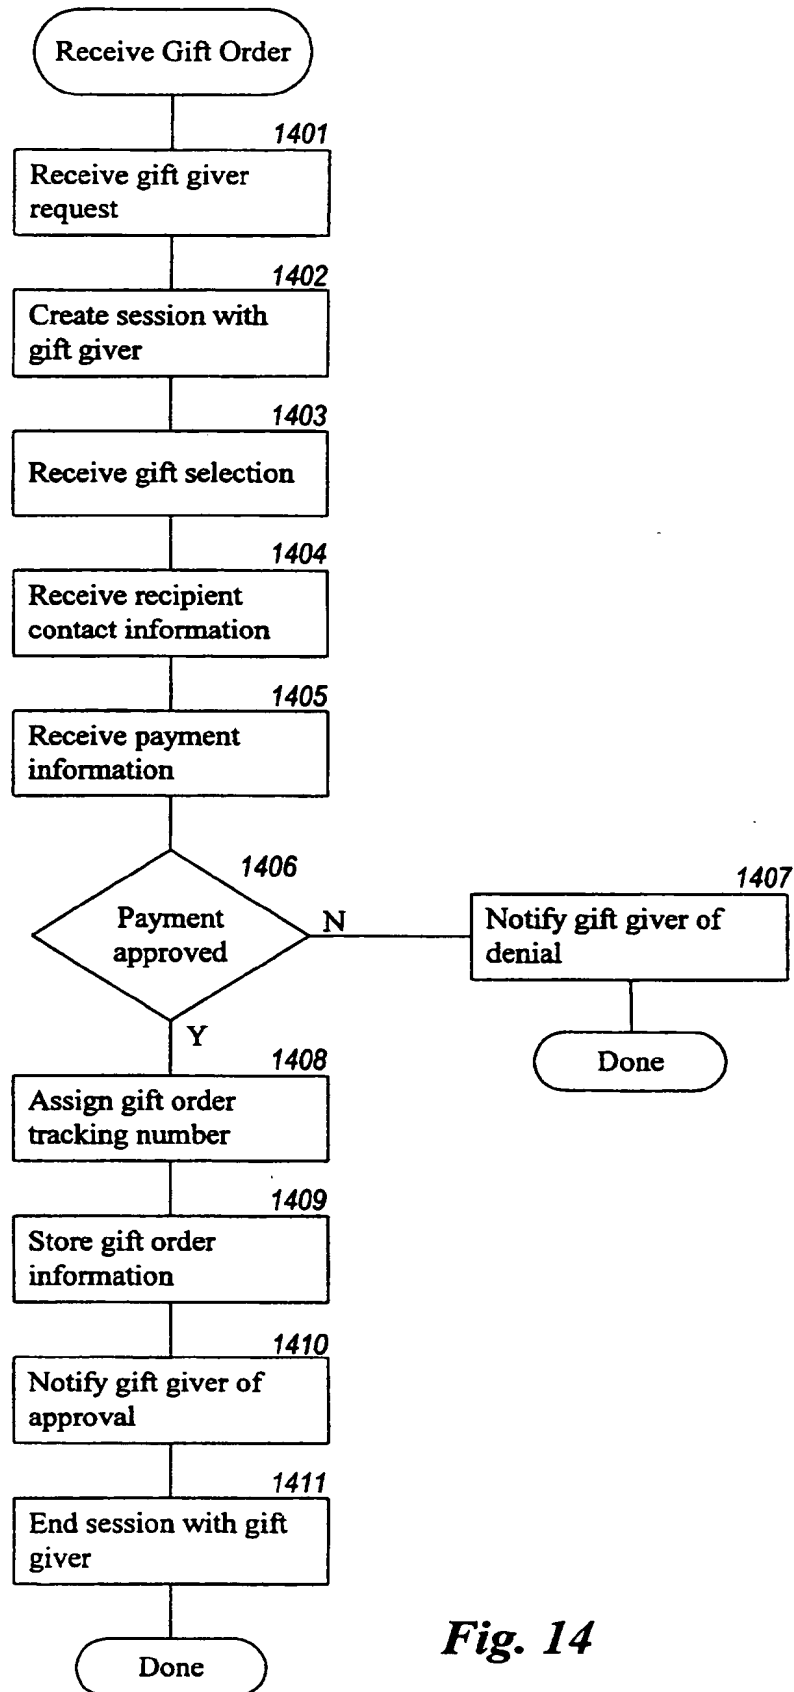 Receive Gift Order
1401
Receive gift giver
request
1402
Create session with
gift giver
1403
Receive gift selection
1404
Receive recipient
contact information
1405
Receive payment
information
1406
Payment
approved
N
1407
Notify gift giver of
denial
Done
Y
1408
Assign gift order
tracking number
1409
Store gift order
information
1410
Notify gift giver of
approval
1411
End session with gift
giver
Done
Fig. 14